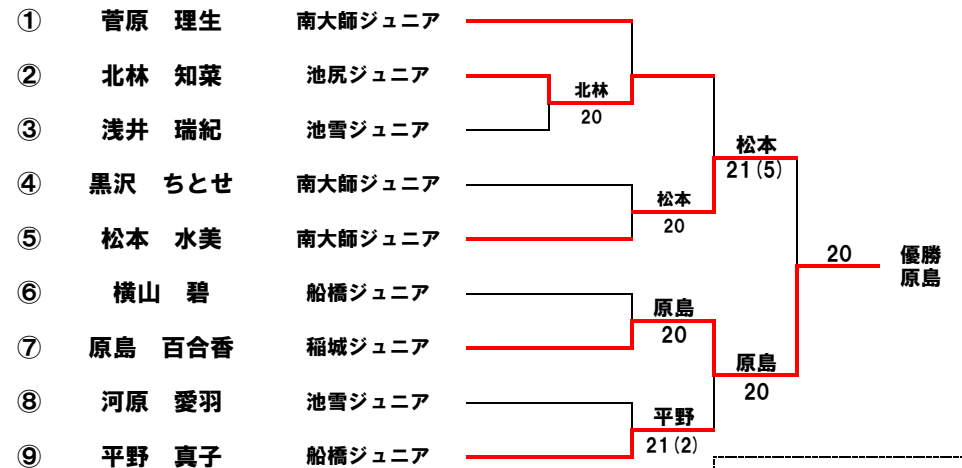 ① 菅原 理生 南大師ジュニア
② 北林 知菜 池尻ジュニア
北林
20
③ 浅井 瑞紀 池雪ジュニア
松本
21(5)
④ 黒沢 ちとせ 南大師ジュニア
松本
20
⑤ 松本 水美 南大師ジュニア
20 優勝
原島
⑥ 横山 碧 船橋ジュニア
原島
20
⑦ 原島 百合香 稲城ジュニア
原島
20
⑧ 河原 愛羽 池雪ジュニア
平野
21(2)
⑨ 平野 真子 船橋ジュニア